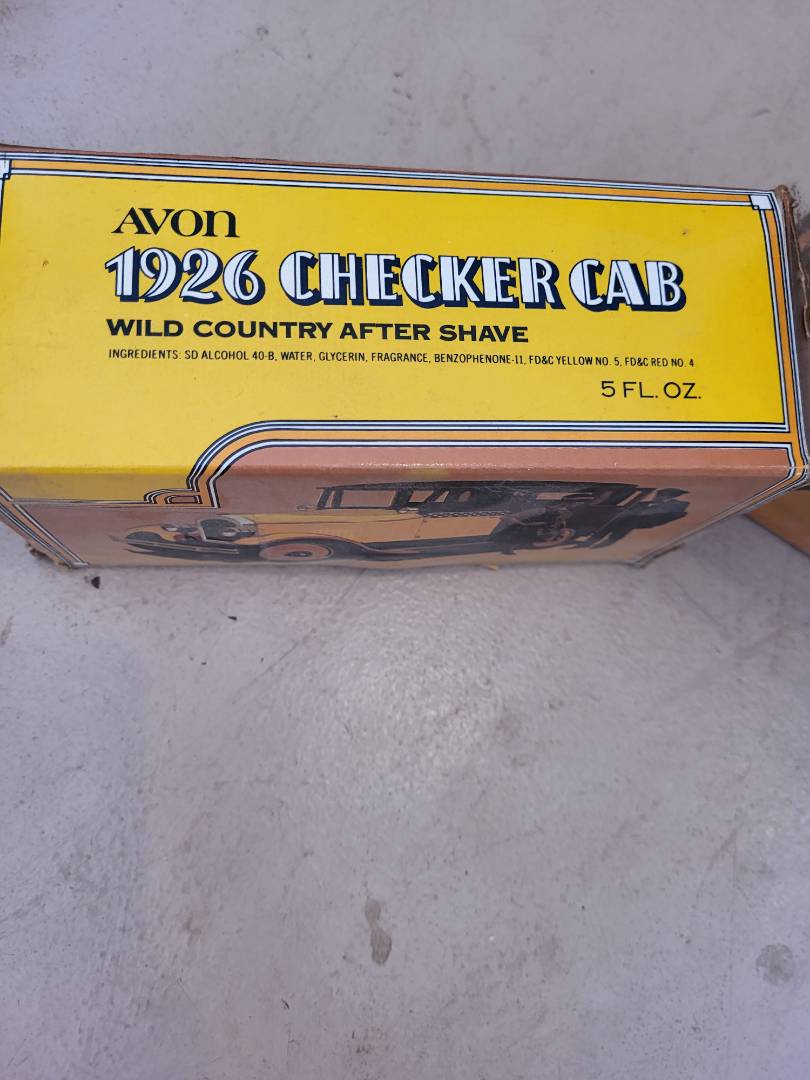 AVON
1926 CHECKER CAB
WILD COUNTRY AFTER SHAVE
INGREDIENTS: SD ALCOHOL 40-B, WATER, GLYCERIN, FRAGRANCE, BENZOPHENONE-11, FD&C YELLOW NO. 5, FD&C RED NO. 4
5 FL. OZ.